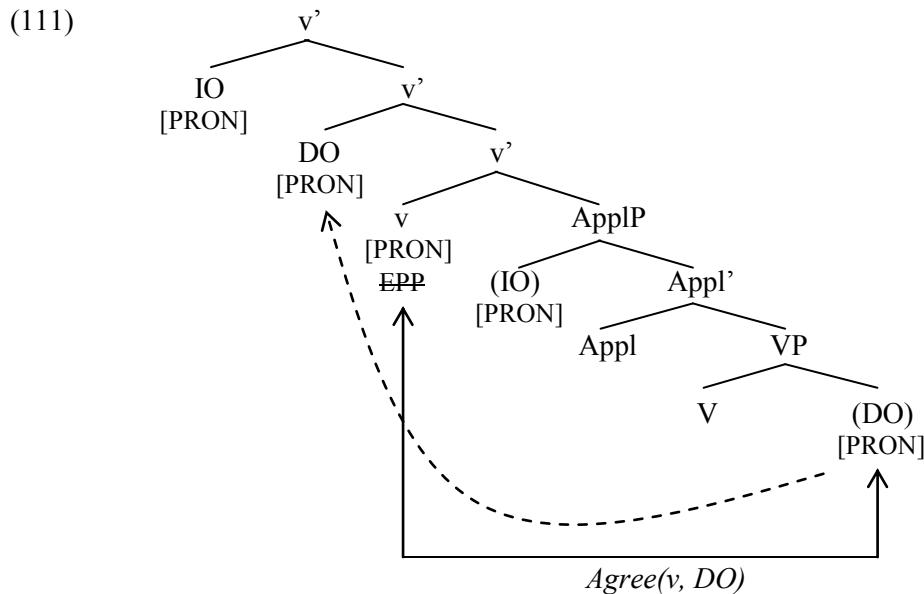 (111)
v’
IO v’
[PRON]
DO v’
[PRON]
v ApplP
[PRON]
EPP (IO) Appl’
[PRON]
Appl VP
V (DO)
[PRON]
Agree(v, DO)